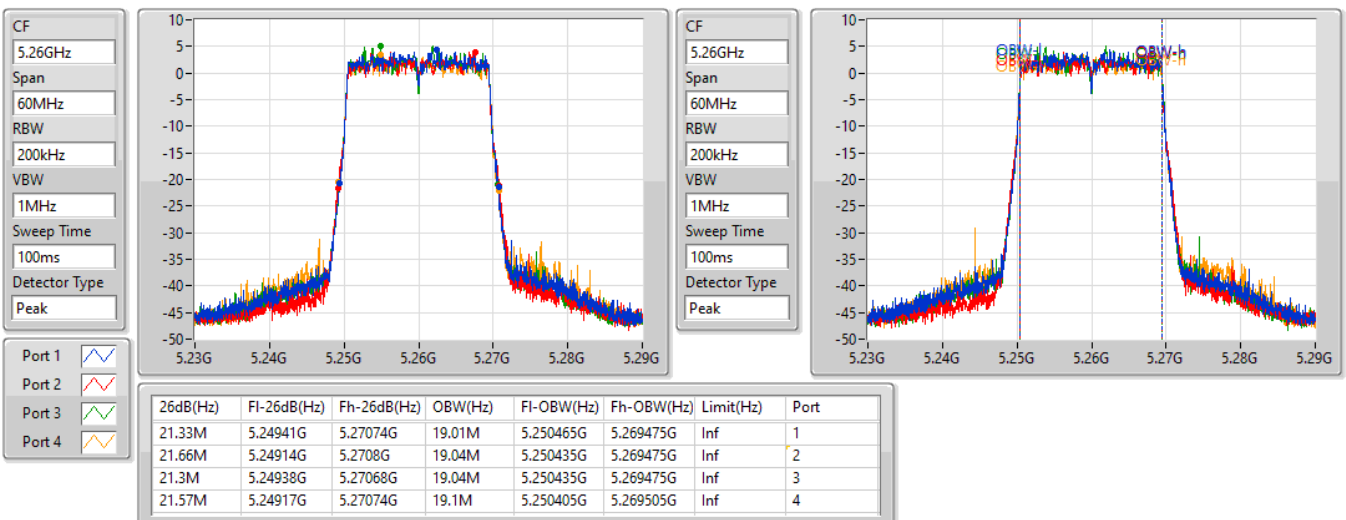 CF
5.26GHz
Span
60MHz
RBW
200kHz
VBW
1MHz
Sweep Time
100ms
Detector Type
Peak
10
5
0
-5
-10
-15
-20
-25
-30
-35
-40
-45
-50
5.23G 5.24G 5.25G 5.26G 5.27G 5.28G 5.29G
CF
5.26GHz
Span
60MHz
RBW
200kHz
VBW
1MHz
Sweep Time
100ms
Detector Type
Peak
10
5
0
-5
-10
-15
-20
-25
-30
-35
-40
-45
-50
OBW-h
5.23G 5.24G 5.25G 5.26G 5.27G 5.28G 5.29G
Port 1
Port 2
Port 3
Port 4
26dB(Hz) Fl-26dB(Hz) Fh-26dB(Hz) OBW(Hz) Fl-OBW(Hz) Fh-OBW(Hz) Limit(Hz) Port
21.33M 5.24941G 5.27074G 19.01M 5.250465G 5.269475G Inf 1
21.66M 5.24914G 5.2708G 19.04M 5.250435G 5.269475G Inf 2
21.3M 5.24938G 5.27068G 19.04M 5.250435G 5.269475G Inf 3
21.57M 5.24917G 5.27074G 19.1M 5.250405G 5.269505G Inf 4